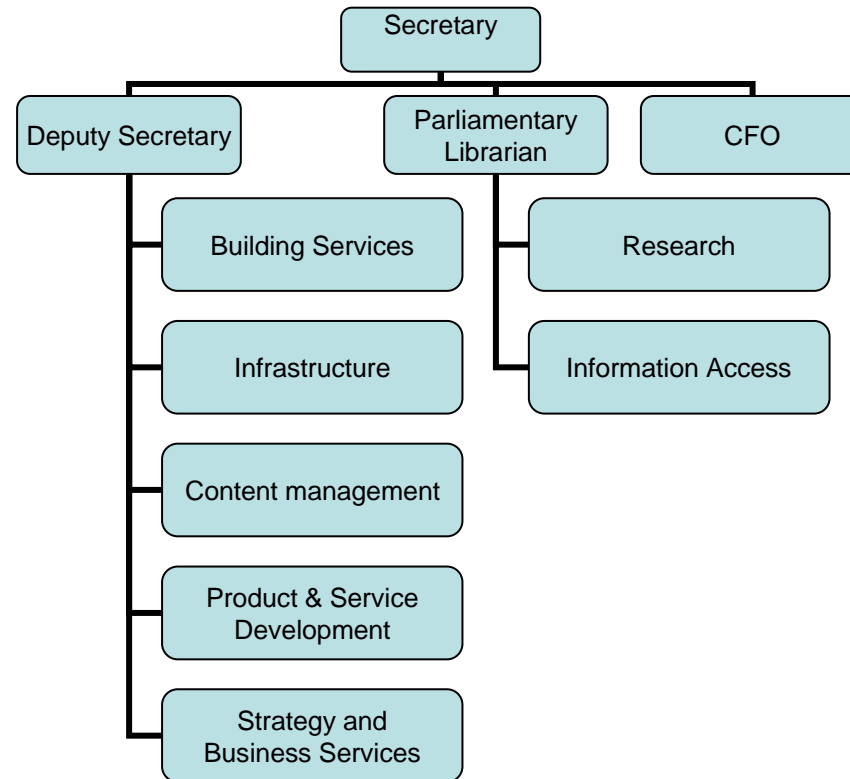 Secretary
Deputy Secretary
Parliamentary
Librarian
CFO
Building Services
Research
Infrastructure
Information Access
Content management
Product & Service
Development
Strategy and
Business Services